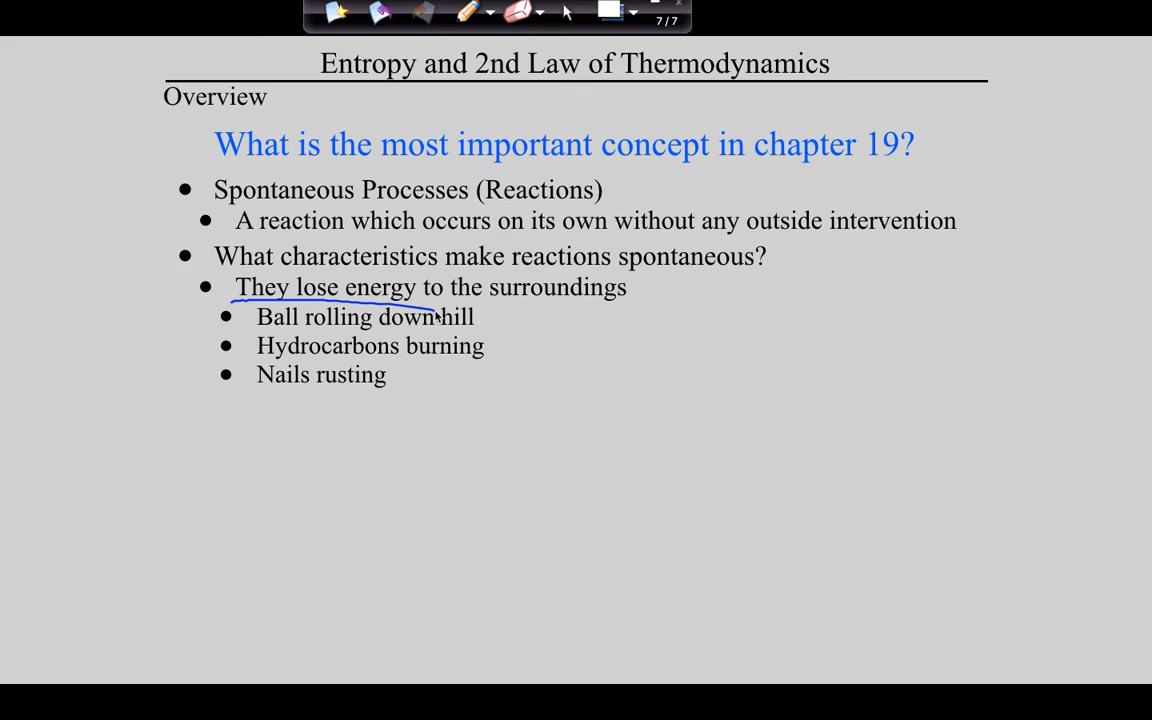 7 / 7
Entropy and 2nd Law of Thermodynamics
Overview
What is the most important concept in chapter 19?
• Spontaneous Processes (Reactions)
• A reaction which occurs on its own without any outside intervention
• What characteristics make reactions spontaneous?
• They lose energy to the surroundings
• Ball rolling down hill
• Hydrocarbons burning
• Nails rusting